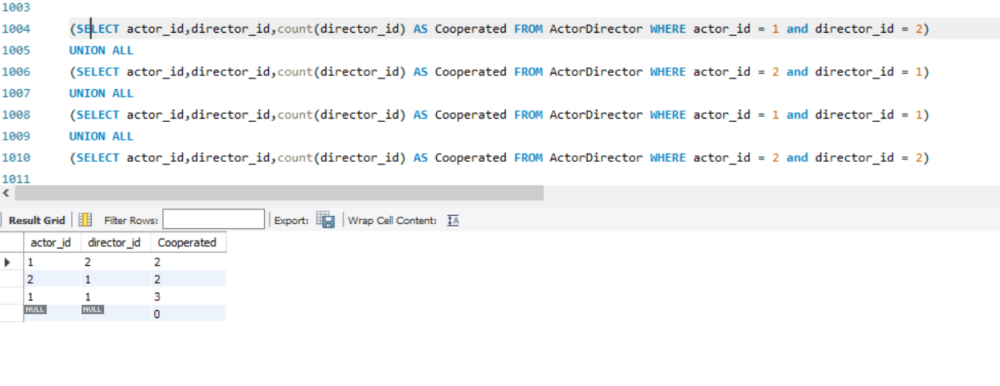 1003
1004 (SELECT actor_id,director_id,count(director_id) AS Cooperated FROM ActorDirector WHERE actor_id = 1 and director_id = 2)
1005 UNION ALL
1006 (SELECT actor_id,director_id,count(director_id) AS Cooperated FROM ActorDirector WHERE actor_id = 2 and director_id = 1)
1007 UNION ALL
1008 (SELECT actor_id,director_id,count(director_id) AS Cooperated FROM ActorDirector WHERE actor_id = 1 and director_id = 1)
1009 UNION ALL
1010 (SELECT actor_id,director_id,count(director_id) AS Cooperated FROM ActorDirector WHERE actor_id = 2 and director_id = 2)
1011
Result Grid Filter Rows: Export: Wrap Cell Content: IA
actor_id director_id Cooperated
1 2 2
2 1 2
1 1 3
NULL NULL 0